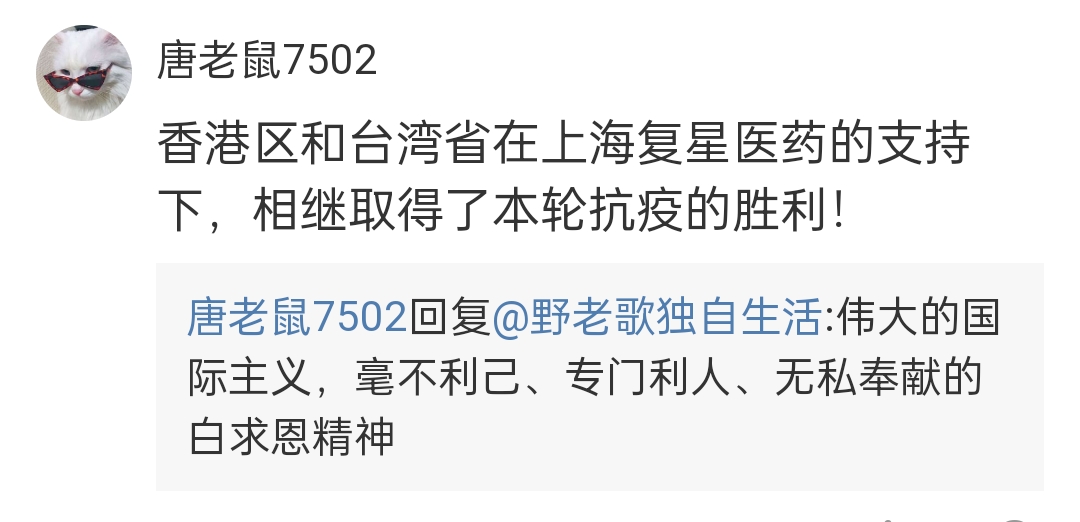 唐老鼠7502
香港区和台湾省在上海复星医药的支持
下，相继取得了本轮抗疫的胜利！
唐老鼠7502回复@野老歌独自生活:伟大的国
际主义，毫不利己、专门利人、无私奉献的
白求恩精神